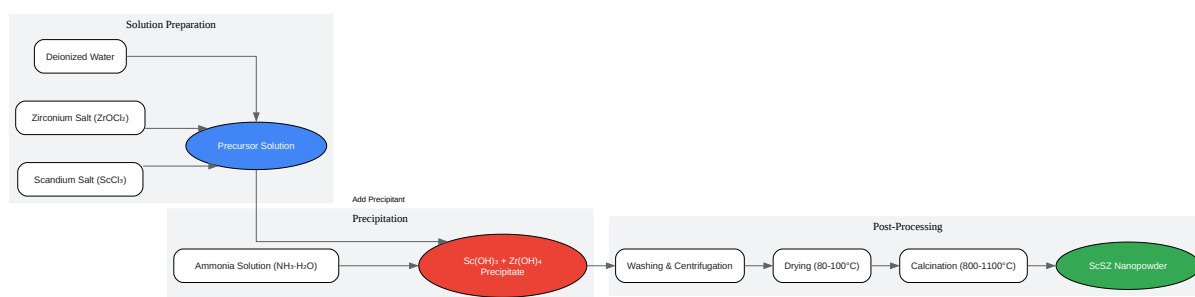 Solution Preparation
Deionized Water
Zirconium Salt (ZrOCl₂)
Precursor Solution
Scandium Salt (ScCl₃)
Add Precipitant
Precipitation
Ammonia Solution (NH₃·H₂O)
Sc(OH)₃ + Zr(OH)₄
Precipitate
Post-Processing
Washing & Centrifugation
Drying (80-100°C)
Calcination (800-1100°C)
ScSZ Nanopowder